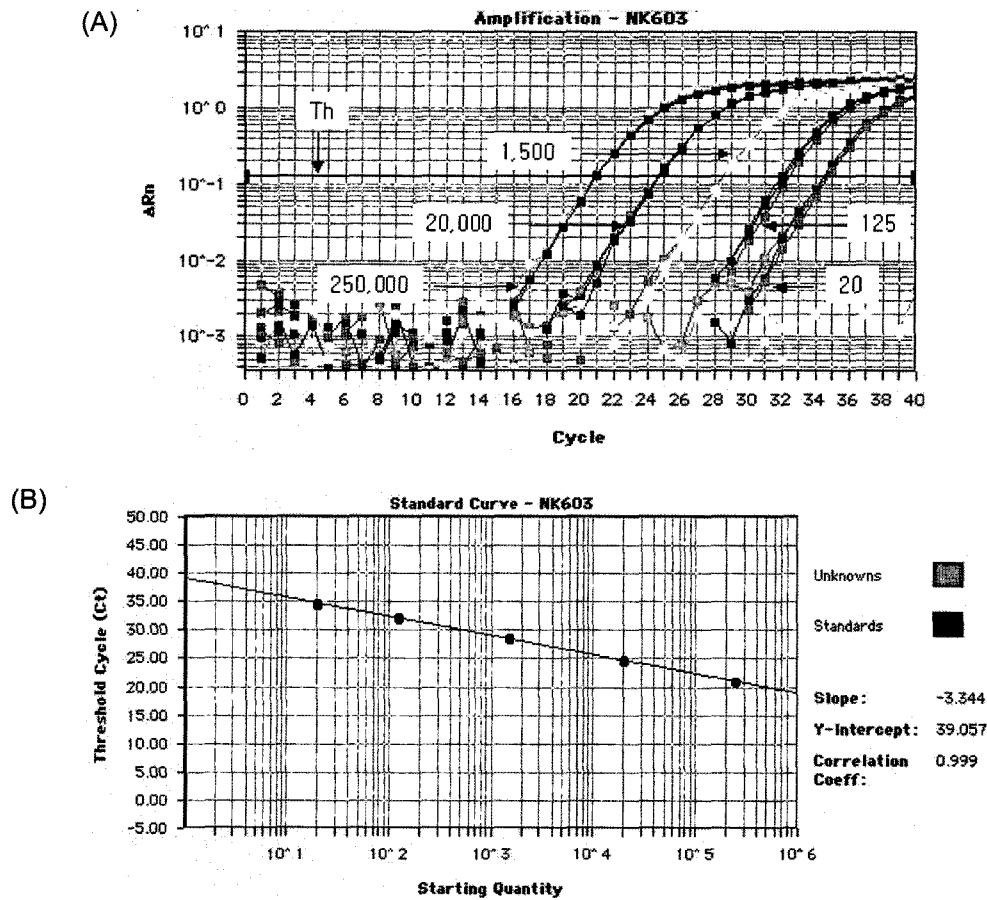 (A)
Amplification - NK603
10^1
10^0
10^-1
10^-2
10^-3
ΔRn
Th
1,500
20,000
250,000
125
20
0 2 4 6 8 10 12 14 16 18 20 22 24 26 28 30 32 34 36 38 40
Cycle
(B)
Standard Curve - NK603
50.00
45.00
40.00
35.00
30.00
25.00
20.00
15.00
10.00
5.00
0.00
-5.00
Threshold Cycle (Ct)
10^1 10^2 10^3 10^4 10^5 10^6
Starting Quantity
Unknowns
Standards
Slope: -3.344
Y-Intercept: 39.057
Correlation 0.999
Coeff: